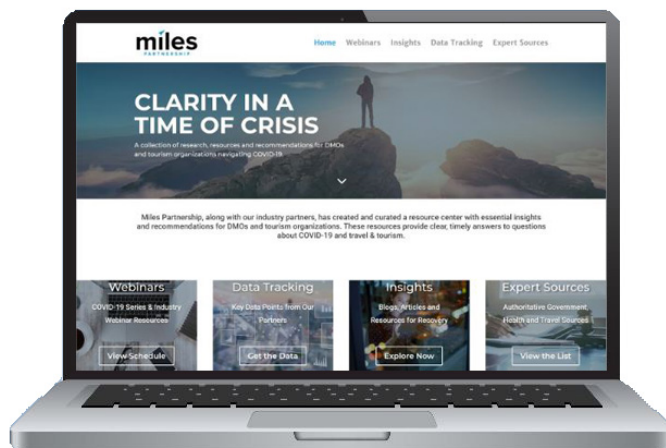 miles
PARTNERSHIP
Home Webinars Insights Data Tracking Expert Sources
CLARITY IN A
TIME OF CRISIS
A collection of research, resources and recommendations for DMOs
and tourism organizations navigating COVID-19
Miles Partnership, along with our industry partners, has created and curated a resource center with essential insights
and recommendations for DMOs and tourism organizations. These resources provide clear, timely answers to questions
about COVID-19 and travel & tourism.
Webinars
COVID-19 Series & Industry
Webinar Resources
View Schedule
Data Tracking
Key Data Points from Our
Partners
Get the Data
Insights
Blogs, Articles and
Resources for Recovery
Explore Now
Expert Sources
Authoritative Government,
Health and Travel Sources
View the List